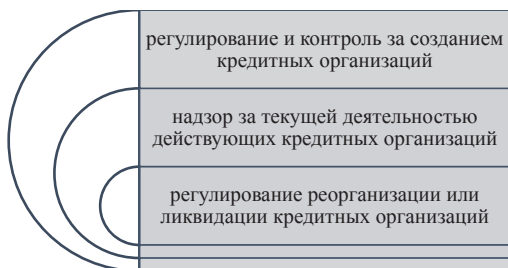 регулирование и контроль за созданием
кредитных организаций
надзор за текущей деятельностью
действующих кредитных организаций
регулирование реорганизации или
ликвидации кредитных организаций